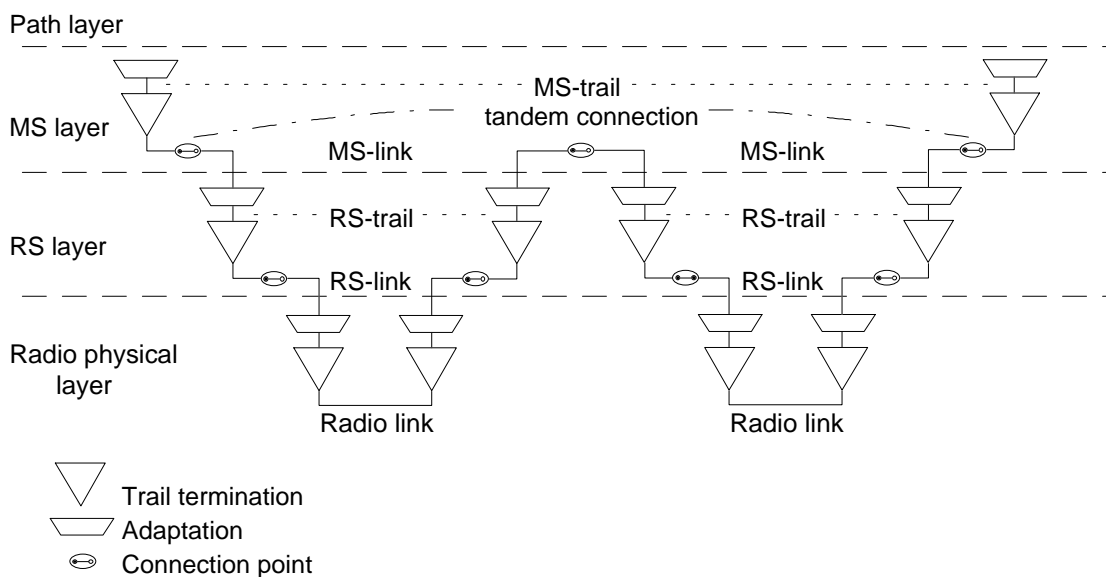 Path layer
MS-trail
tandem connection
MS layer
MS-link
MS-link
RS-trail
RS-trail
RS layer
RS-link
RS-link
Radio physical
layer
Radio link
Radio link
Trail termination
Adaptation
Connection point